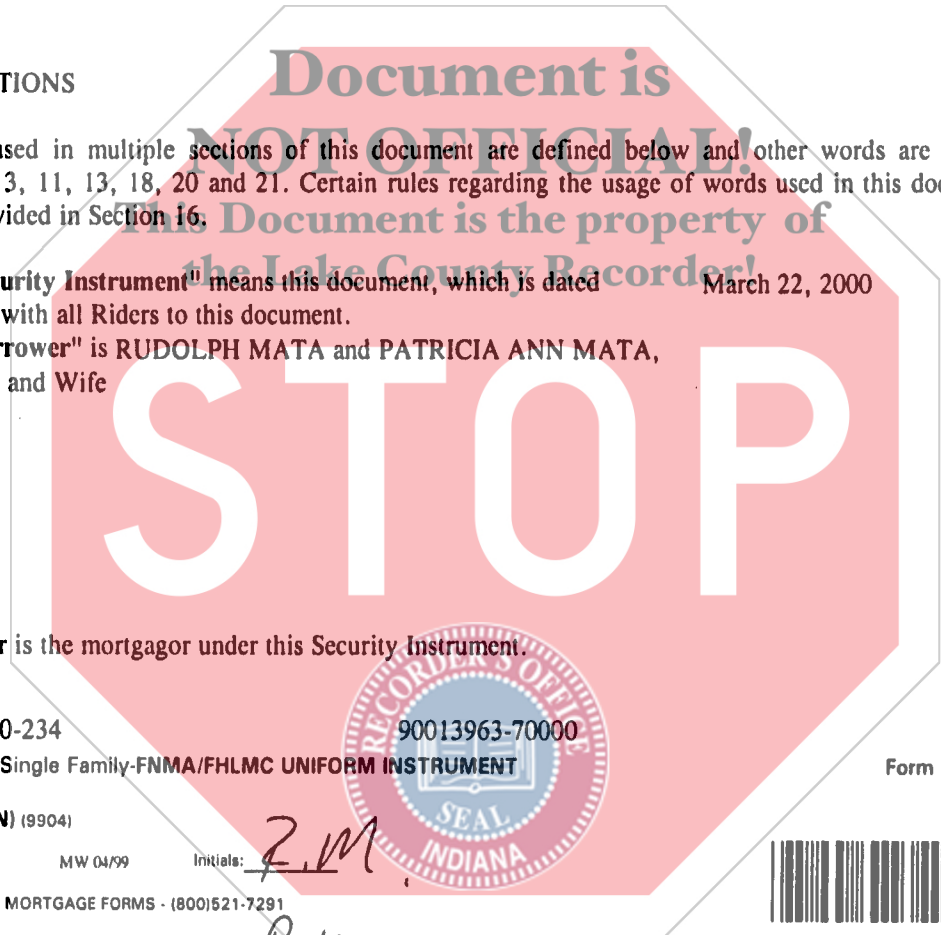 TIONS
Document is
NOT OFFICIAL!
sed in multiple sections of this document are defined below and other words are
3, 11, 13, 18, 20 and 21. Certain rules regarding the usage of words used in this doc
vided in Section 16.
This Document is the property of
the Lake County Recorder!
urity Instrument" means this document, which is dated March 22, 2000
with all Riders to this document.
rrower" is RUDOLPH MATA and PATRICIA ANN MATA,
and Wife
STOP
r is the mortgagor under this Security Instrument.
RECORDER'S OFFICE
0-234 90013963-70000
Single Family-FNMA/FHLMC UNIFORM INSTRUMENT Form
N) (9904)
SEAL
INDIANA
MW 04/99 Initials: R.M.
MORTGAGE FORMS - (800)521-7291